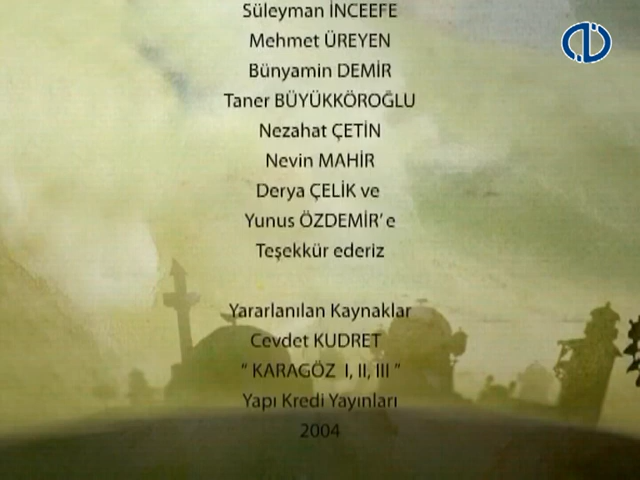 Süleyman İNCEEFE
Mehmet ÜREYEN
Bünyamin DEMİR
Taner BÜYÜKKÖROĞLU
Nezahat ÇETİN
Nevin MAHİR
Derya ÇELİK ve
Yunus ÖZDEMİR' e
Teşekkür ederiz
Yararlanılan Kaynaklar
Cevdet KUDRET
“ KARAGÖZ I, II, III ”
Yapı Kredi Yayınları
2004